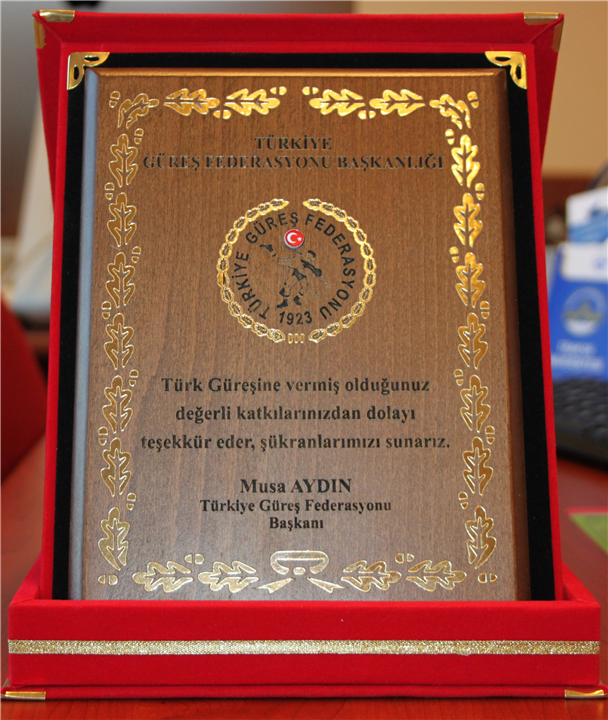 TÜRKİYE
GÜREŞ FEDERASYONU BAŞKANLIĞI
TÜRKİYE GÜREŞ FEDERASYONU
1923
Türk Güreşine vermiş olduğunuz
değerli katkılarınızdan dolayı
teşekkür eder, şükranlarımızı sunarız.
Musa AYDIN
Türkiye Güreş Federasyonu
Başkanı